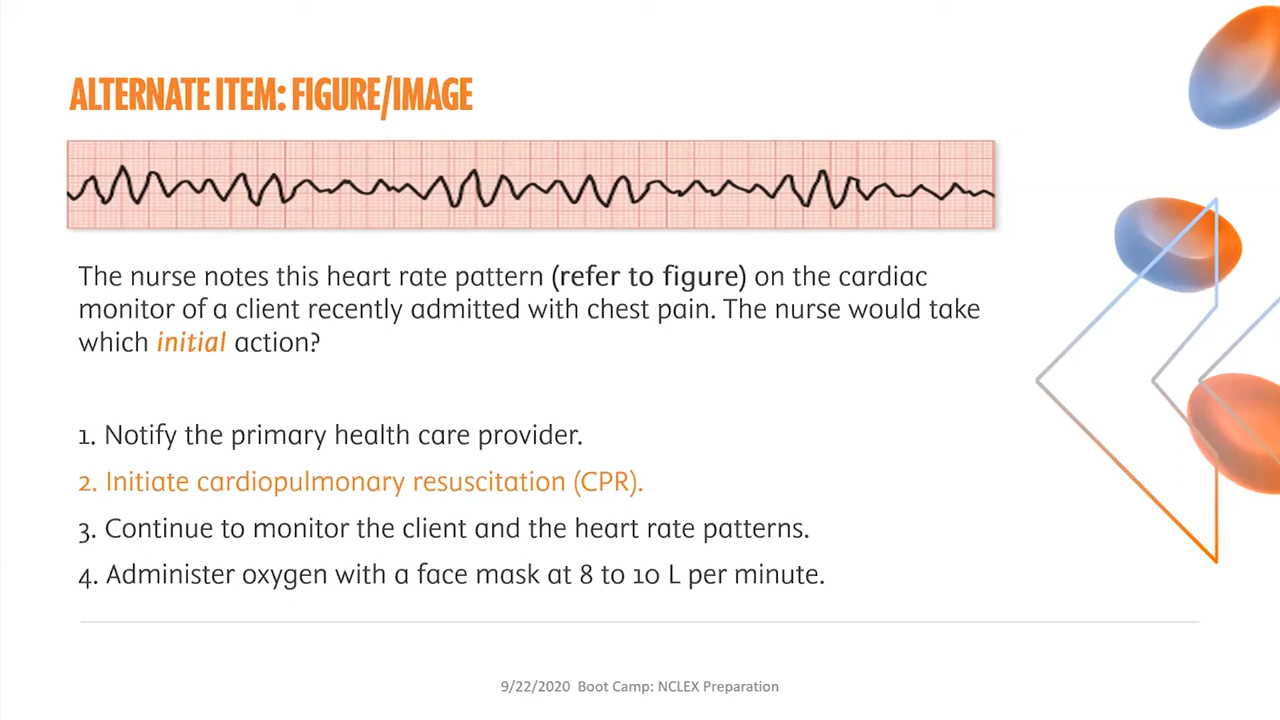 ALTERNATE ITEM: FIGURE/IMAGE
The nurse notes this heart rate pattern (refer to figure) on the cardiac
monitor of a client recently admitted with chest pain. The nurse would take
which initial action?
1. Notify the primary health care provider.
2. Initiate cardiopulmonary resuscitation (CPR).
3. Continue to monitor the client and the heart rate patterns.
4. Administer oxygen with a face mask at 8 to 10 L per minute.
9/22/2020 Boot Camp: NCLEX Preparation